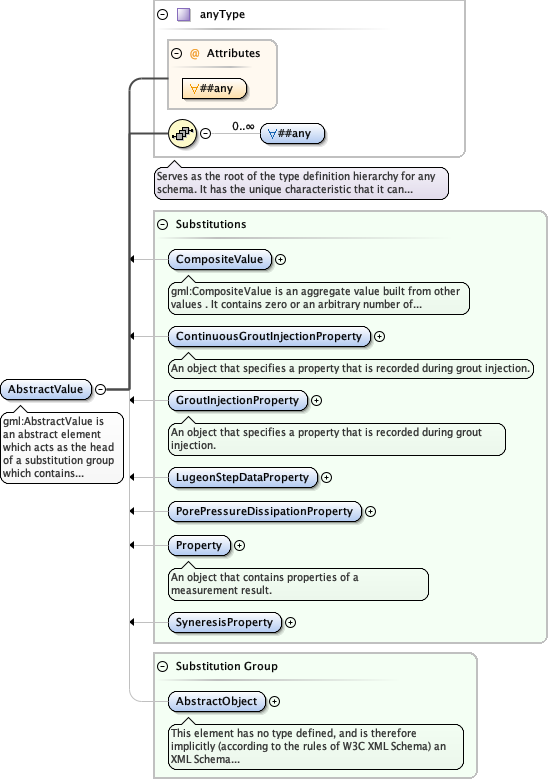 anyType
@ Attributes
∀##any
0..∞
∀##any
Serves as the root of the type definition hierarchy for any
schema. It has the unique characteristic that it can...
Substitutions
CompositeValue
gml:CompositeValue is an aggregate value built from other
values . It contains zero or an arbitrary number of...
ContinuousGroutInjectionProperty
An object that specifies a property that is recorded during grout injection.
AbstractValue
gml:AbstractValue is
an abstract element
which acts as the head
of a substitution group
which contains...
GroutInjectionProperty
An object that specifies a property that is recorded during grout
injection.
LugeonStepDataProperty
PorePressureDissipationProperty
Property
An object that contains properties of a
measurement result.
SyneresisProperty
Substitution Group
AbstractObject
This element has no type defined, and is therefore
implicitly (according to the rules of W3C XML Schema) an
XML Schema...